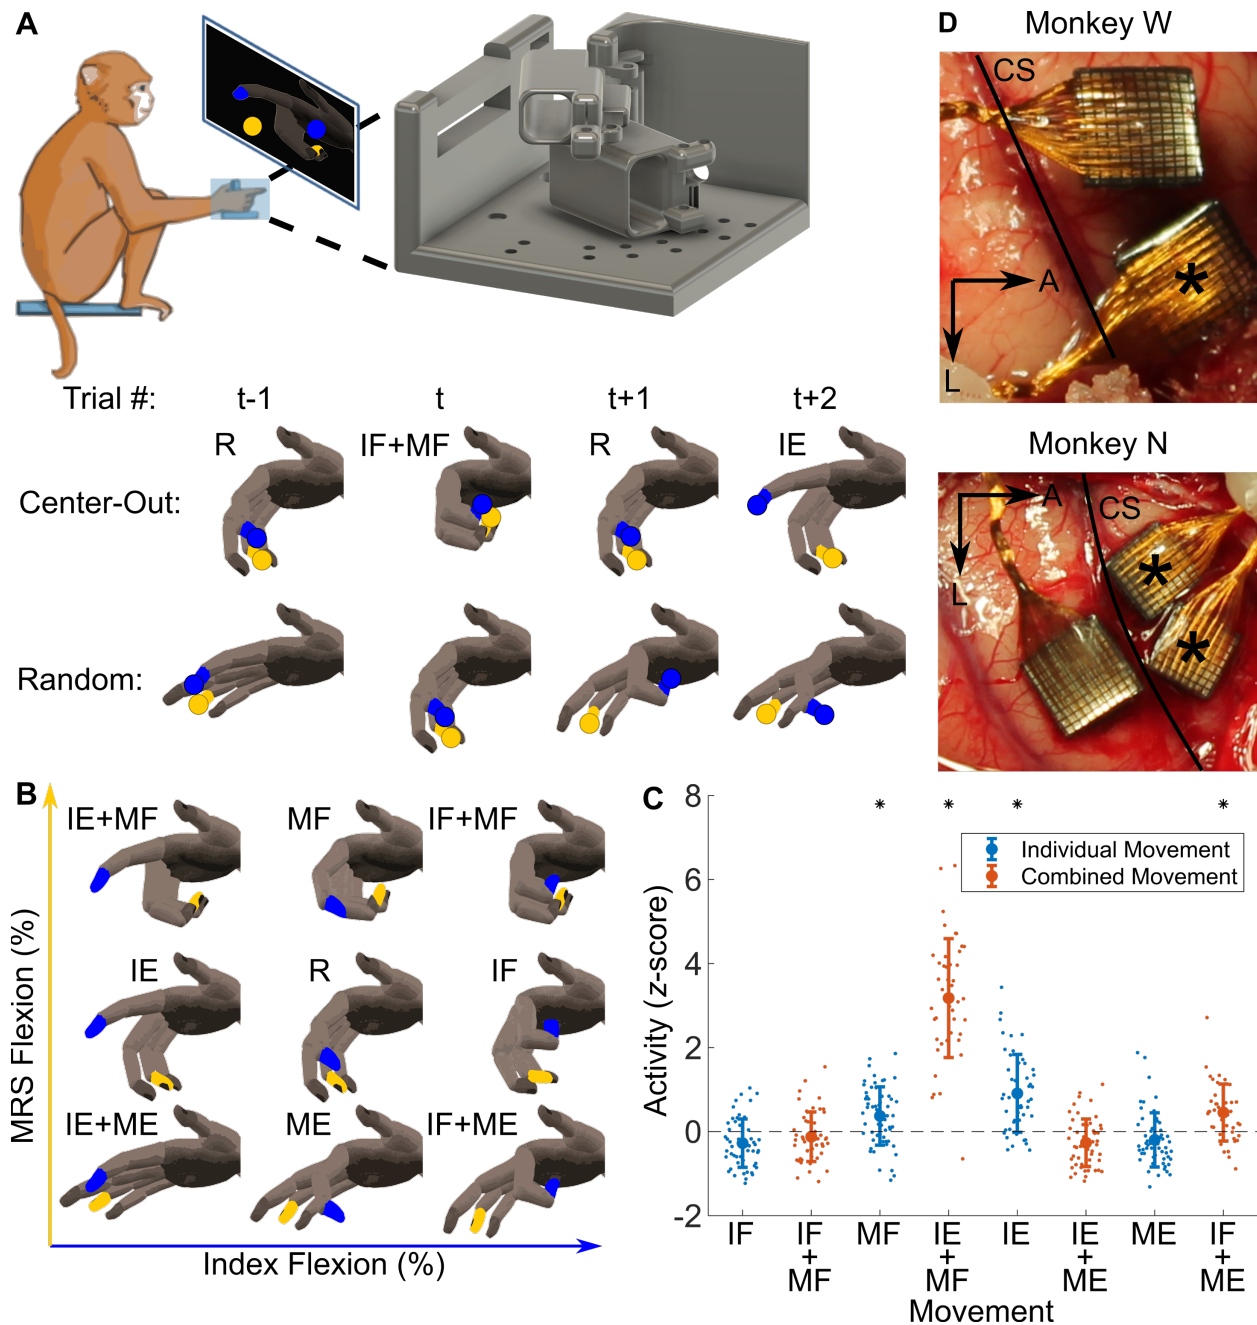 A
D
Monkey W
CS
A
L
Trial #:
t-1
t
t+1
t+2
R
IF+MF
R
IE
Center-Out:
Random:
Monkey N
A
CS
L
B
IE+MF
MF
IF+MF
IE
R
IF
IE+ME
ME
IF+ME
MRS Flexion (%)
Index Flexion (%)
C
8
6
4
2
0
-2
Activity (z-score)
* * * *
Individual Movement
Combined Movement
IF
IF
+
MF
MF
IE
+
MF
IE
IE
+
ME
ME
IF
+
ME
Movement